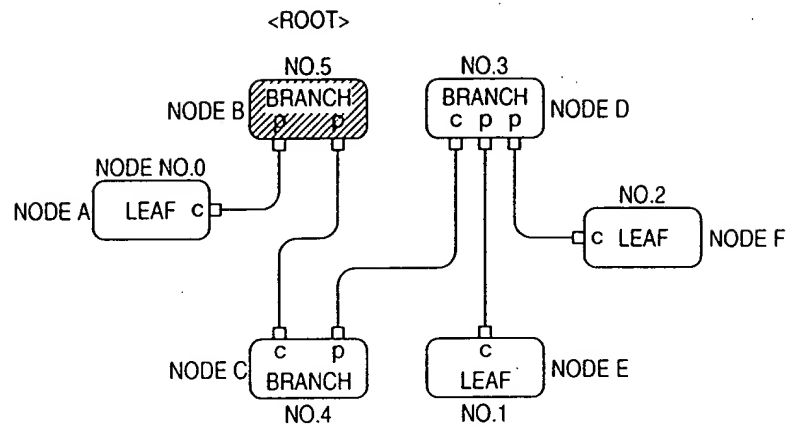 <ROOT>
NO.5
NO.3
NODE B
BRANCH
p p
BRANCH
c p p
NODE D
NODE NO.0
NODE A
LEAF c
NO.2
c LEAF
NODE F
NODE C
c p
BRANCH
NO.4
c
LEAF
NODE E
NO.1